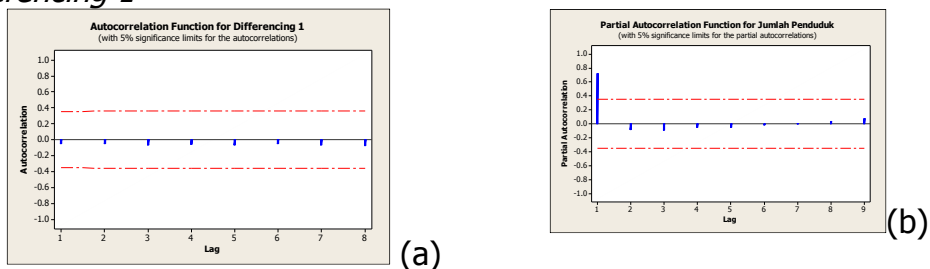 Autocorrelation Function for Differencing 1
(with 5% significance limits for the autocorrelations)
1.0
0.8
0.6
0.4
0.2
0.0
-0.2
-0.4
-0.6
-0.8
-1.0
Autocorrelation
1 2 3 4 5 6 7 8
Lag
(a)
Partial Autocorrelation Function for Jumlah Penduduk
(with 5% significance limits for the partial autocorrelations)
1.0
0.8
0.6
0.4
0.2
0.0
-0.2
-0.4
-0.6
-0.8
-1.0
Partial Autocorrelation
1 2 3 4 5 6 7 8 9
Lag
(b)